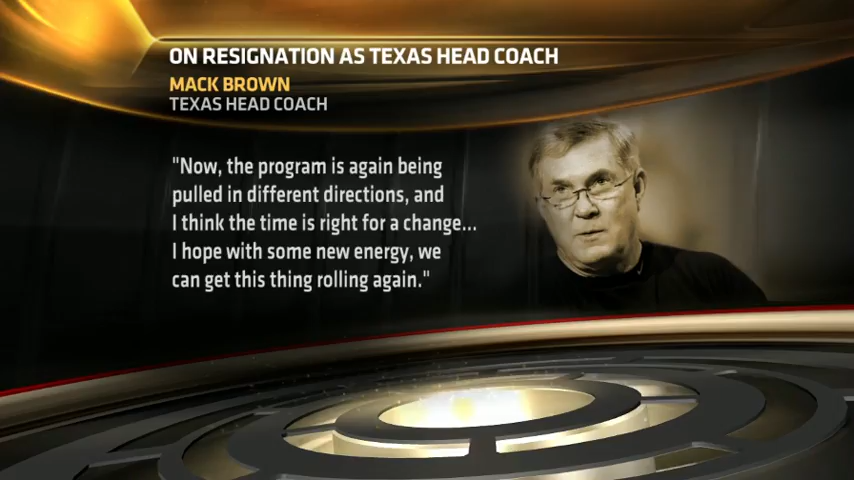 ON RESIGNATION AS TEXAS HEAD COACH
MACK BROWN
TEXAS HEAD COACH
"Now, the program is again being
pulled in different directions, and
I think the time is right for a change...
I hope with some new energy, we
can get this thing rolling again."